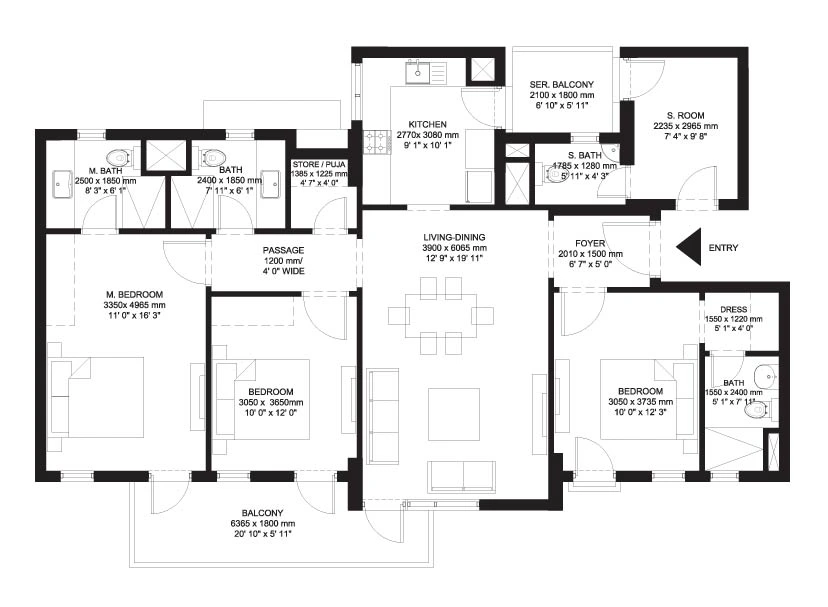 SER. BALCONY
2100 x 1800 mm
6' 10" x 5' 11"
S. ROOM
2235 x 2965 mm
7' 4" x 9' 8"
KITCHEN
2770x 3080 mm
9' 1" x 10' 1"
M. BATH
2500 x 1850 mm
8' 3" x 6' 1"
BATH
2400 x 1850 mm
7' 11" x 6' 1"
STORE / PUJA
1385 x 1225 mm
4' 7" x 4' 0"
S. BATH
1785 x 1280 mm
5' 11" x 4' 3"
PASSAGE
1200 mm/
4' 0" WIDE
LIVING-DINING
3900 x 6065 mm
12' 9" x 19' 11"
FOYER
2010 x 1500 mm
6' 7" x 5' 0"
ENTRY
M. BEDROOM
3350x 4965 mm
11' 0" x 16' 3"
DRESS
1550 x 1220 mm
5' 1" x 4' 0"
BEDROOM
3050 x 3650mm
10' 0" x 12' 0"
BEDROOM
3050 x 3735 mm
10' 0" x 12' 3"
BATH
1550 x 2400 mm
5' 1" x 7' 11"
BALCONY
6365 x 1800 mm
20' 10" x 5' 11"